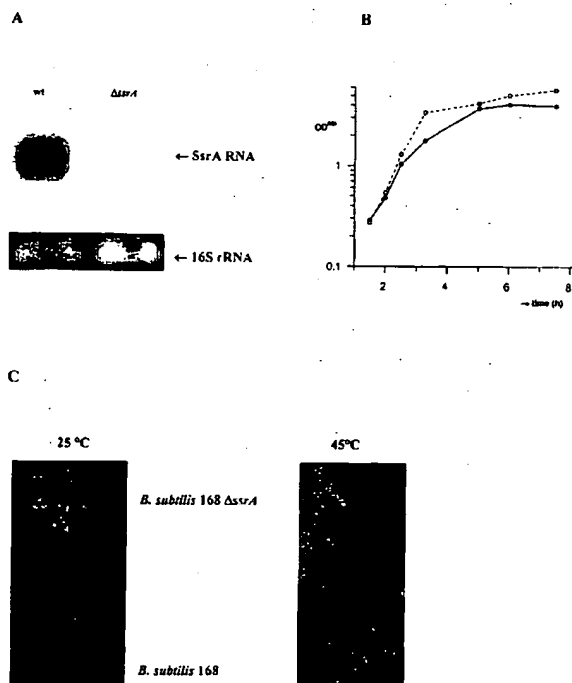 A
B
wt
ΔssrA
← SsrA RNA
← 16S rRNA
1
0.1
2
4
6
8
→ time (h)
C
25 °C
45°C
B. subtilis 168 ΔssrA
B. subtilis 168